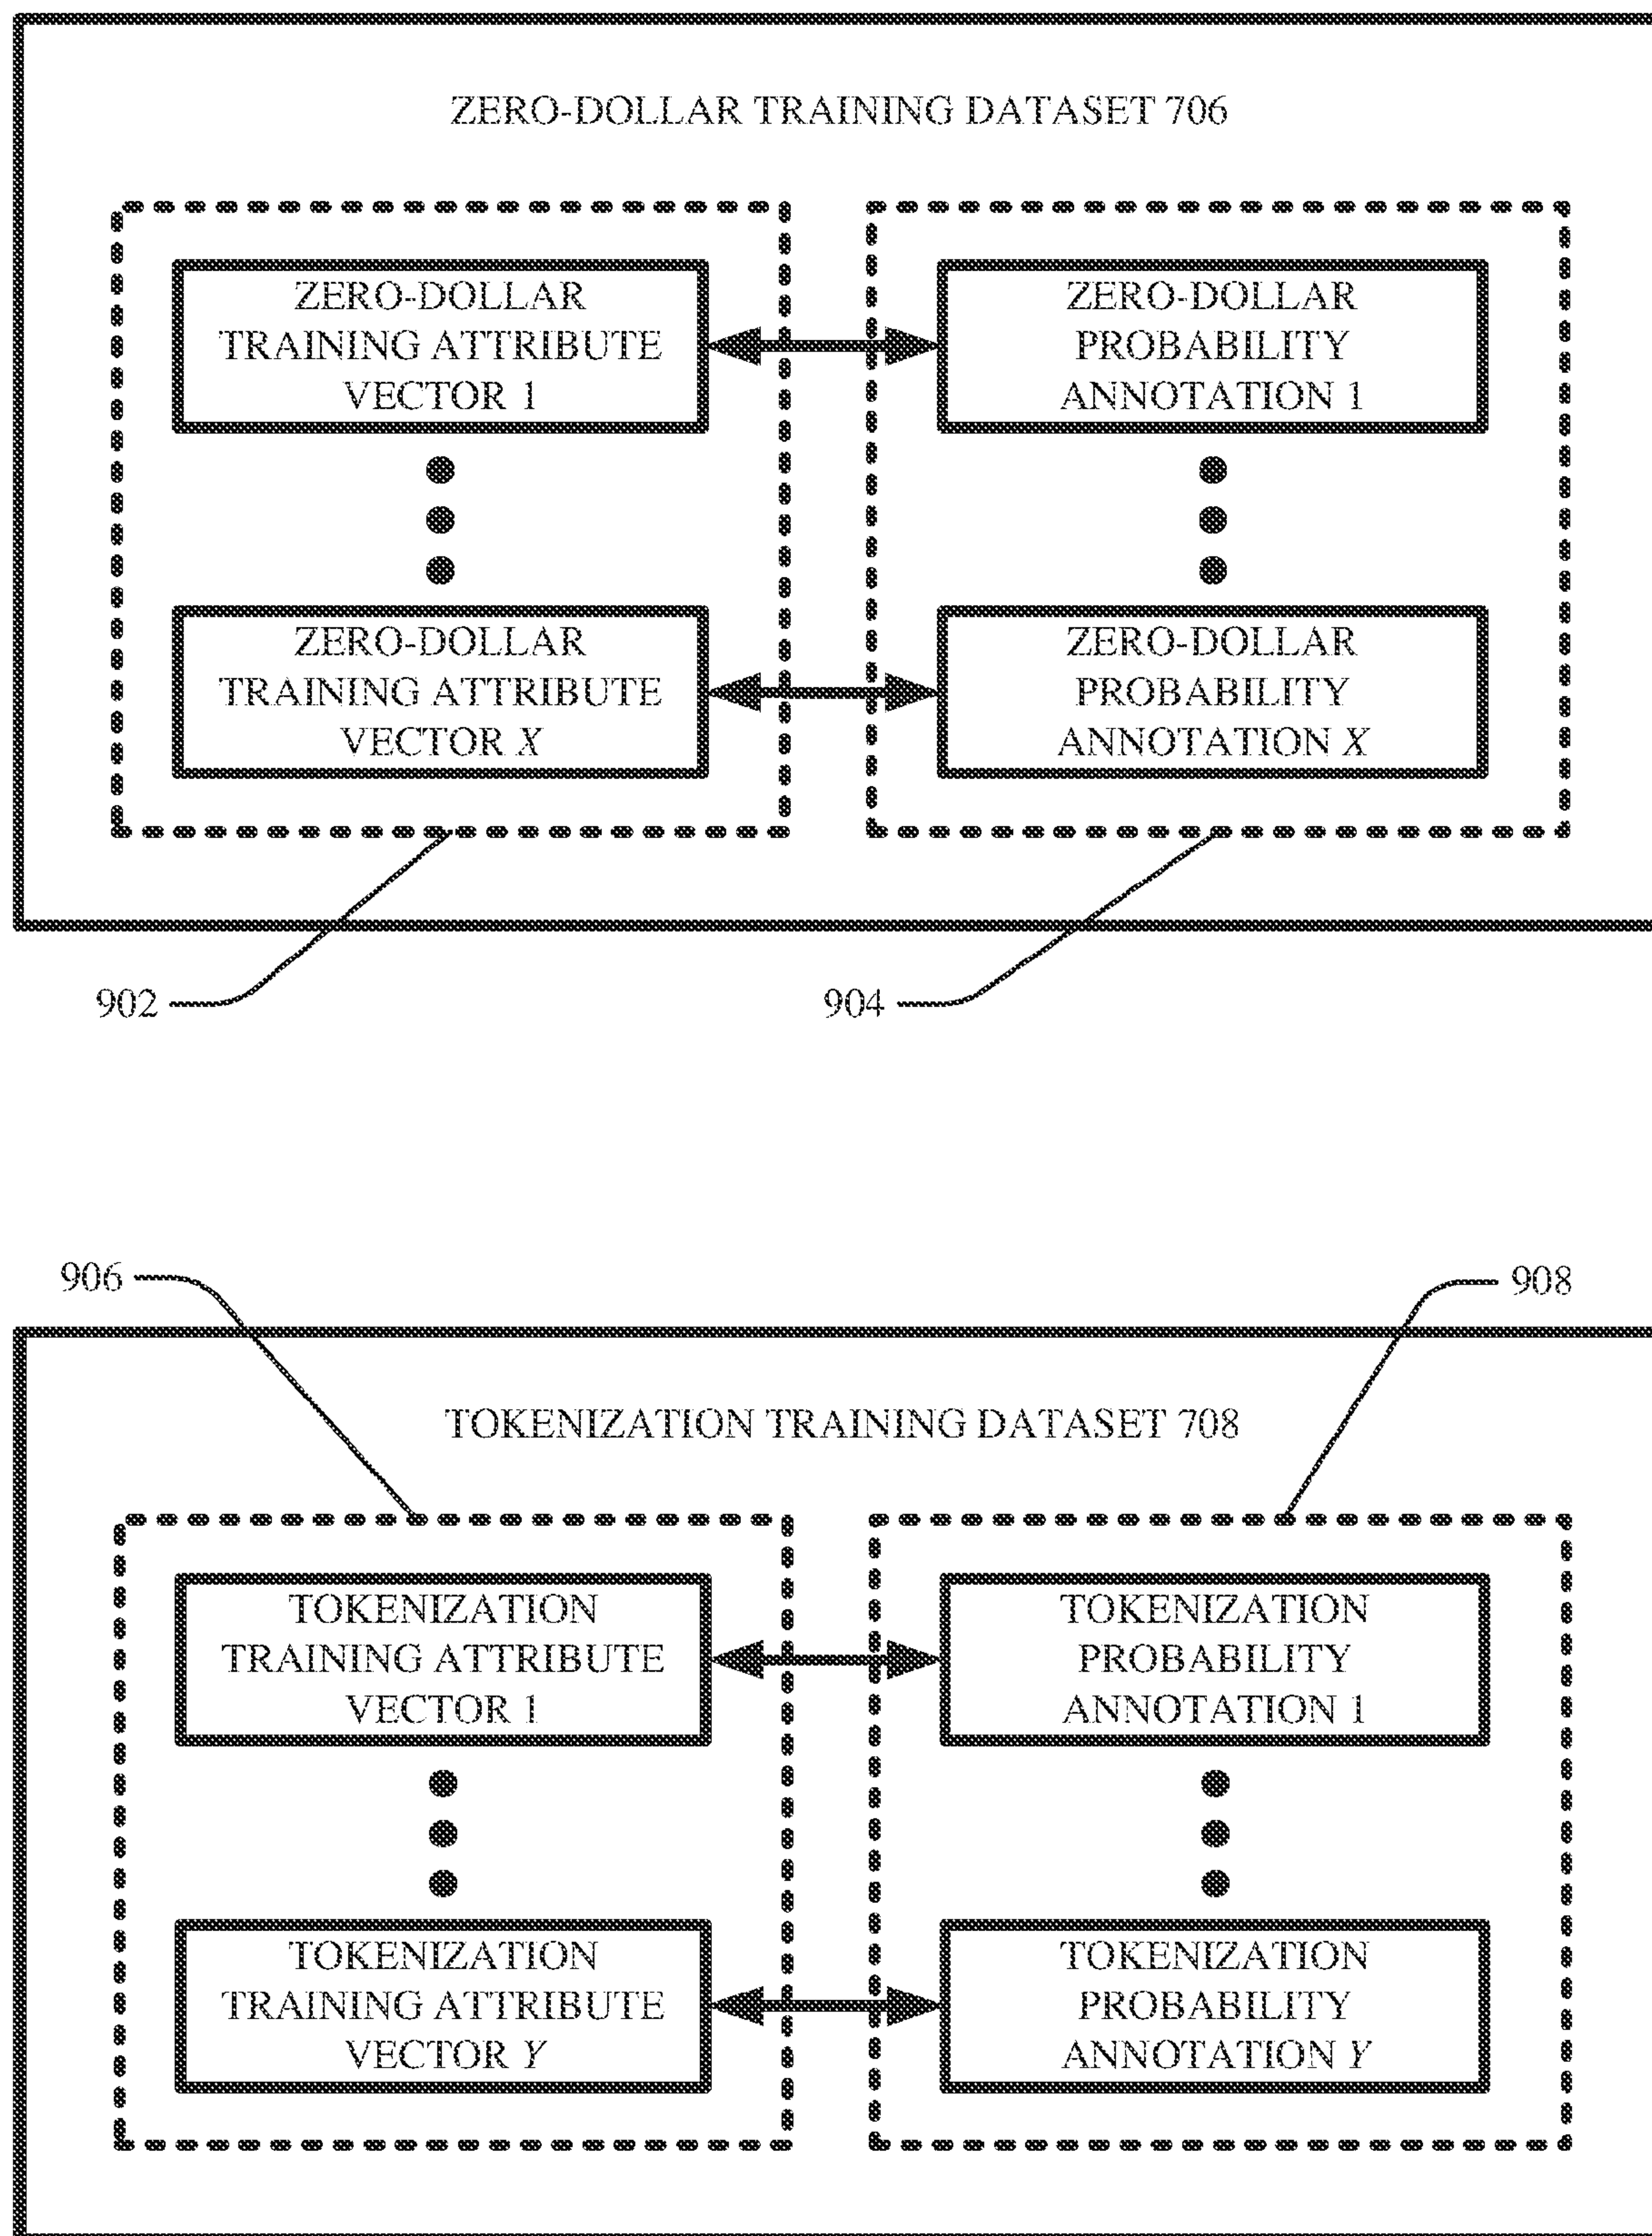 ZERO-DOLLAR TRAINING DATASET 706
ZERO-DOLLAR
TRAINING ATTRIBUTE
VECTOR 1
ZERO-DOLLAR
PROBABILITY
ANNOTATION 1
ZERO-DOLLAR
TRAINING ATTRIBUTE
VECTOR X
ZERO-DOLLAR
PROBABILITY
ANNOTATION X
902
904
906
908
TOKENIZATION TRAINING DATASET 708
TOKENIZATION
TRAINING ATTRIBUTE
VECTOR 1
TOKENIZATION
PROBABILITY
ANNOTATION 1
TOKENIZATION
TRAINING ATTRIBUTE
VECTOR Y
TOKENIZATION
PROBABILITY
ANNOTATION Y